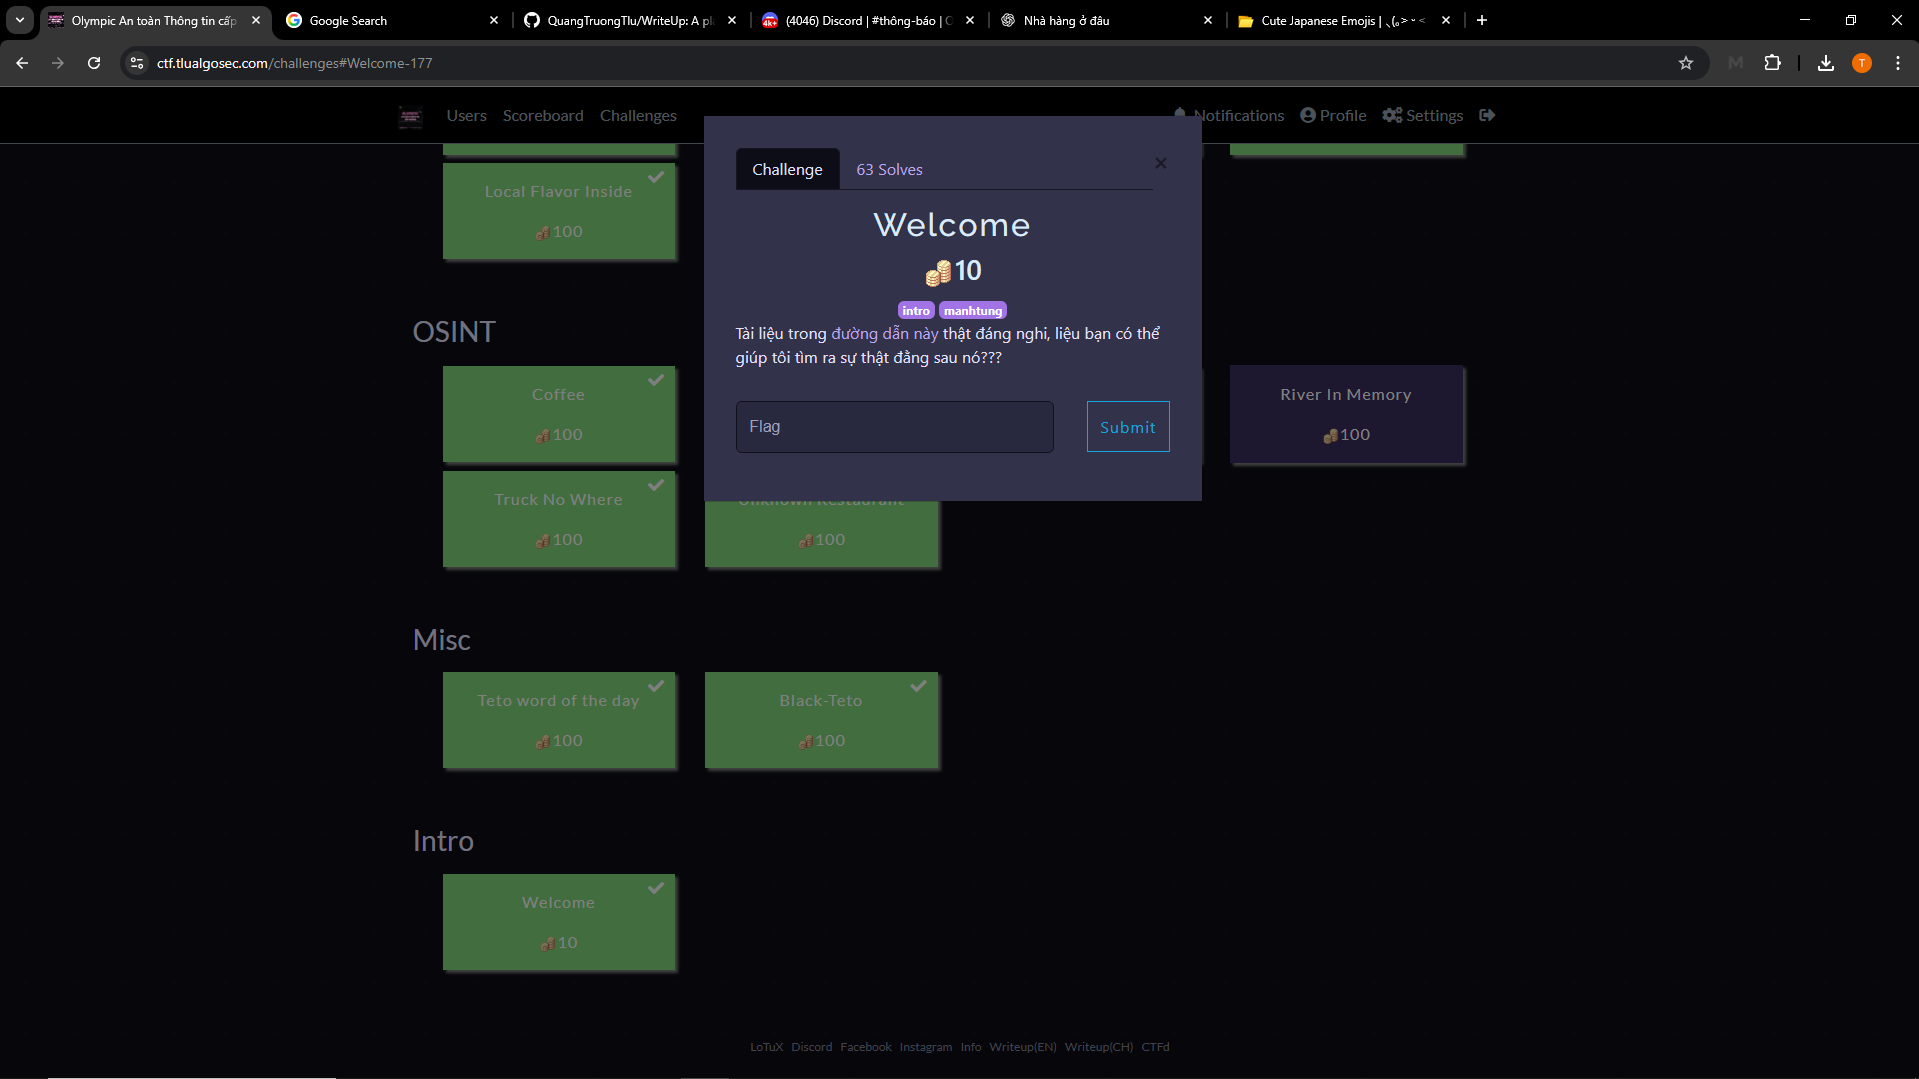 Olympic An toàn Thông tin cấp
Google Search
QuangTruongTlu/WriteUp: A pl
(4046) Discord | #thông-báo | C
Nhà hàng ở đâu
Cute Japanese Emojis |
ctf.tlualgosec.com/challenges#Welcome-177
T
Users Scoreboard Challenges
Notifications Profile Settings
Challenge 63 Solves
Welcome
10
intro manhtung
Tài liệu trong đường dẫn này thật đáng nghi, liệu bạn có thể
giúp tôi tìm ra sự thật đằng sau nó???
Flag Submit
Local Flavor Inside
100
OSINT
Coffee
100
River In Memory
100
Truck No Where
100
Unknown Restaurant
100
Misc
Teto word of the day
100
Black-Teto
100
Intro
Welcome
10
LoTuX Discord Facebook Instagram Info Writeup(EN) Writeup(CH) CTFd